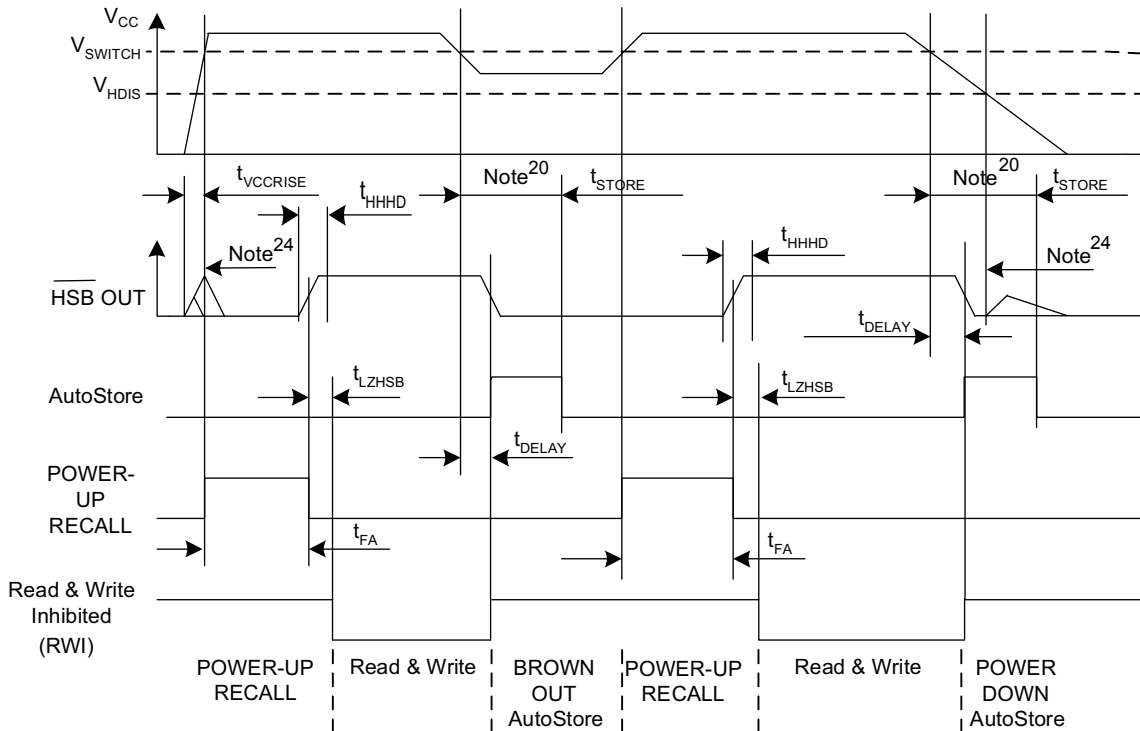 VCC
VSWITCH
VHDIS
tVCCRISE
Note20
tSTORE
Note20
tSTORE
tHHHD
tHHHD
Note24
Note24
HSB OUT
tDELAY
tLZHSB
tLZHSB
AutoStore
tDELAY
POWER-
UP
RECALL
tFA
tFA
Read & Write
Inhibited
(RWI)
POWER-UP
RECALL
Read & Write
BROWN
OUT
AutoStore
POWER-UP
RECALL
Read & Write
POWER
DOWN
AutoStore